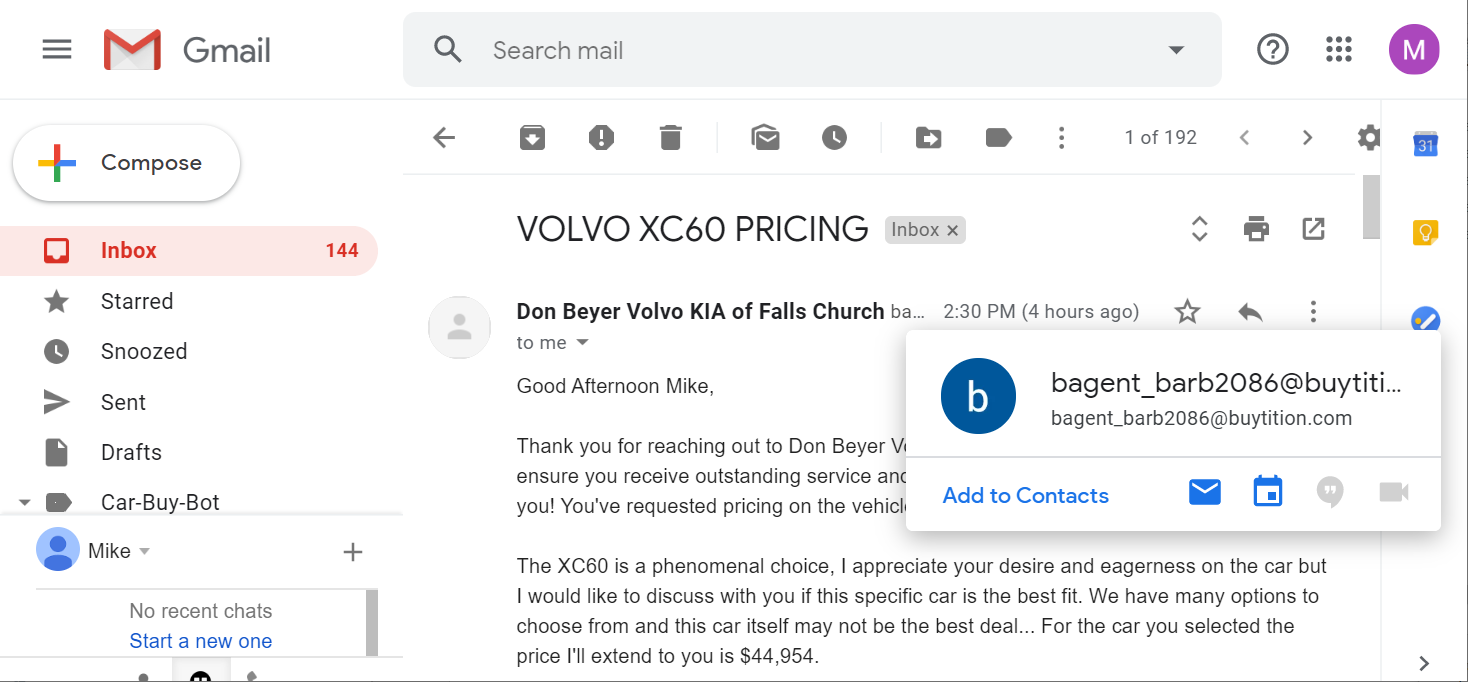 Gmail
Search mail
M
Compose
1 of 192
31
Inbox 144
Starred
Snoozed
Sent
Drafts
Car-Buy-Bot
Mike
No recent chats
Start a new one
VOLVO XC60 PRICING Inbox ×
Don Beyer Volvo KIA of Falls Church ba... 2:30 PM (4 hours ago)
to me
Good Afternoon Mike,
Thank you for reaching out to Don Beyer
ensure you receive outstanding service
you! You've requested pricing on the
b
bagent_barb2086@buytiti...
bagent_barb2086@buytition.com
Add to Contacts
The XC60 is a phenomenal choice, I appreciate your desire and eagerness on the car but
I would like to discuss with you if this specific car is the best fit. We have many options to
choose from and this car itself may not be the best deal... For the car you selected the
price I'll extend to you is $44,954.